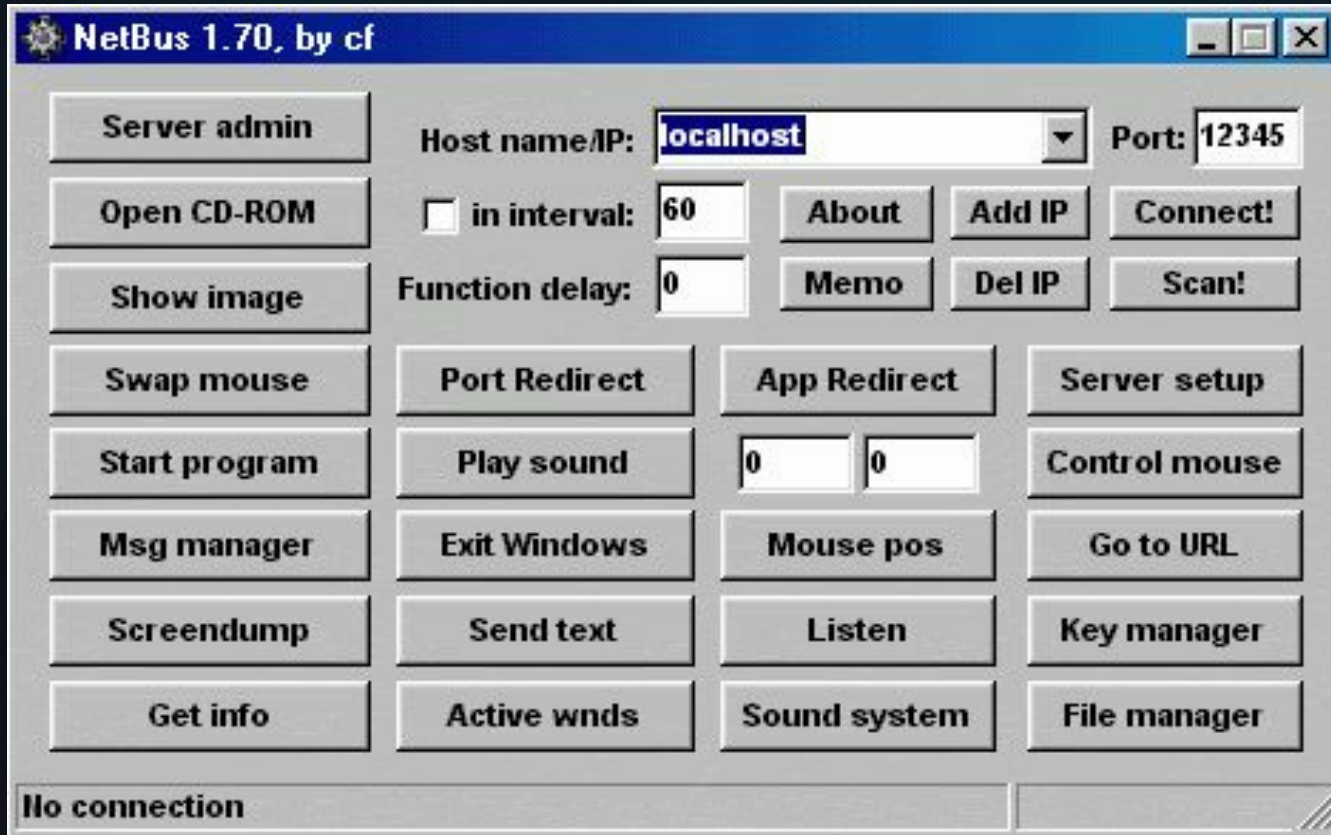 NetBus 1.70, by cf
Server admin
Host name/IP: localhost Port: 12345
Open CD-ROM
in interval: 60 About Add IP Connect!
Show image
Function delay: 0 Memo Del IP Scan!
Swap mouse Port Redirect App Redirect Server setup
Start program Play sound 0 0 Control mouse
Msg manager Exit Windows Mouse pos Go to URL
Screendump Send text Listen Key manager
Get info Active wnds Sound system File manager
No connection